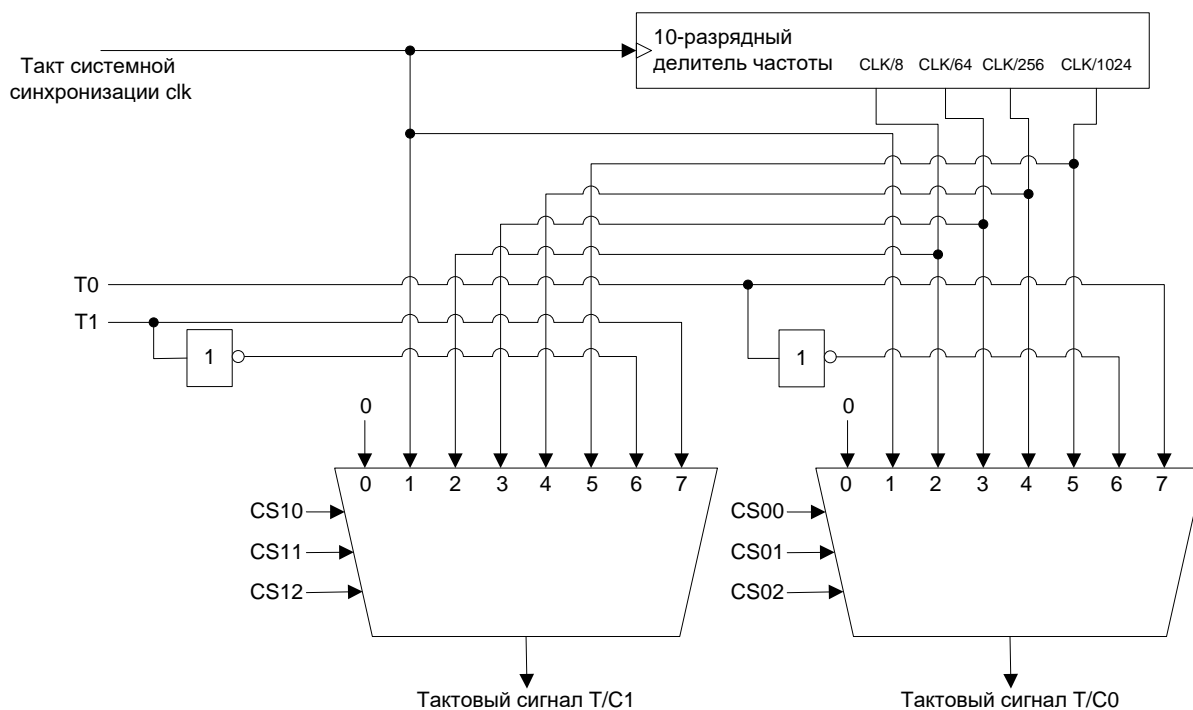 10-разрядный
делитель частоты
CLK/8 CLK/64 CLK/256 CLK/1024
Такт системной
синхронизации clk
T0
T1
1
1
0
0
0 1 2 3 4 5 6 7
0 1 2 3 4 5 6 7
CS10
CS11
CS12
CS00
CS01
CS02
Тактовый сигнал T/C1
Тактовый сигнал T/C0